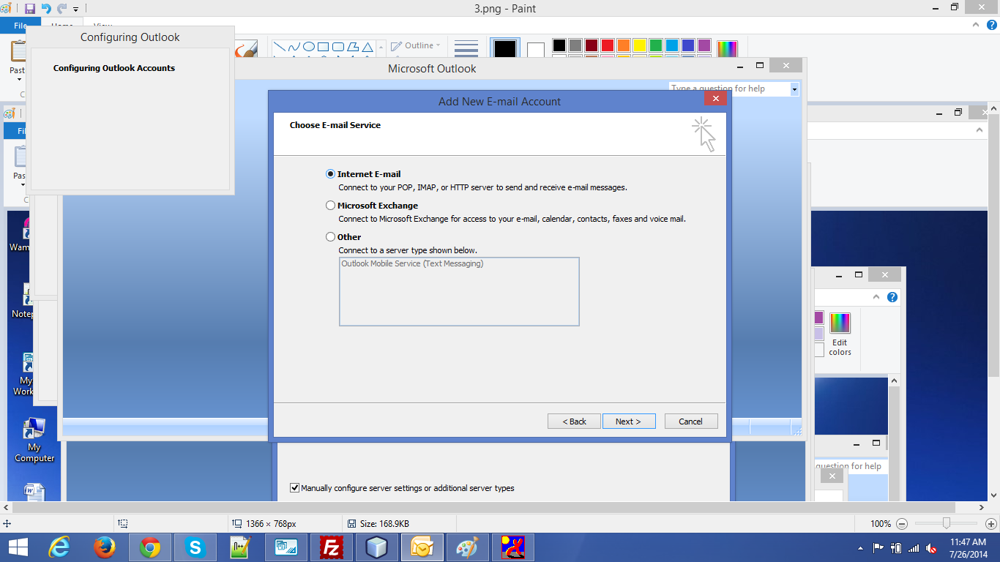 3.png - Paint
File
Home
View
Configuring Outlook
Configuring Outlook Accounts
Outline
Microsoft Outlook
Type a question for help
Add New E-mail Account
Choose E-mail Service
Internet E-mail
Connect to your POP, IMAP, or HTTP server to send and receive e-mail messages.
Microsoft Exchange
Connect to Microsoft Exchange for access to your e-mail, calendar, contacts, faxes and voice mail.
Other
Connect to a server type shown below.
Outlook Mobile Service (Text Messaging)
< Back
Next >
Cancel
Past
Fi
Pas
Wam
Notep
My
Work
My
Computer
Edit
colors
question for help
Manually configure server settings or additional server types
1366 × 768px
Size: 168.9KB
100%
11:47 AM
7/26/2014